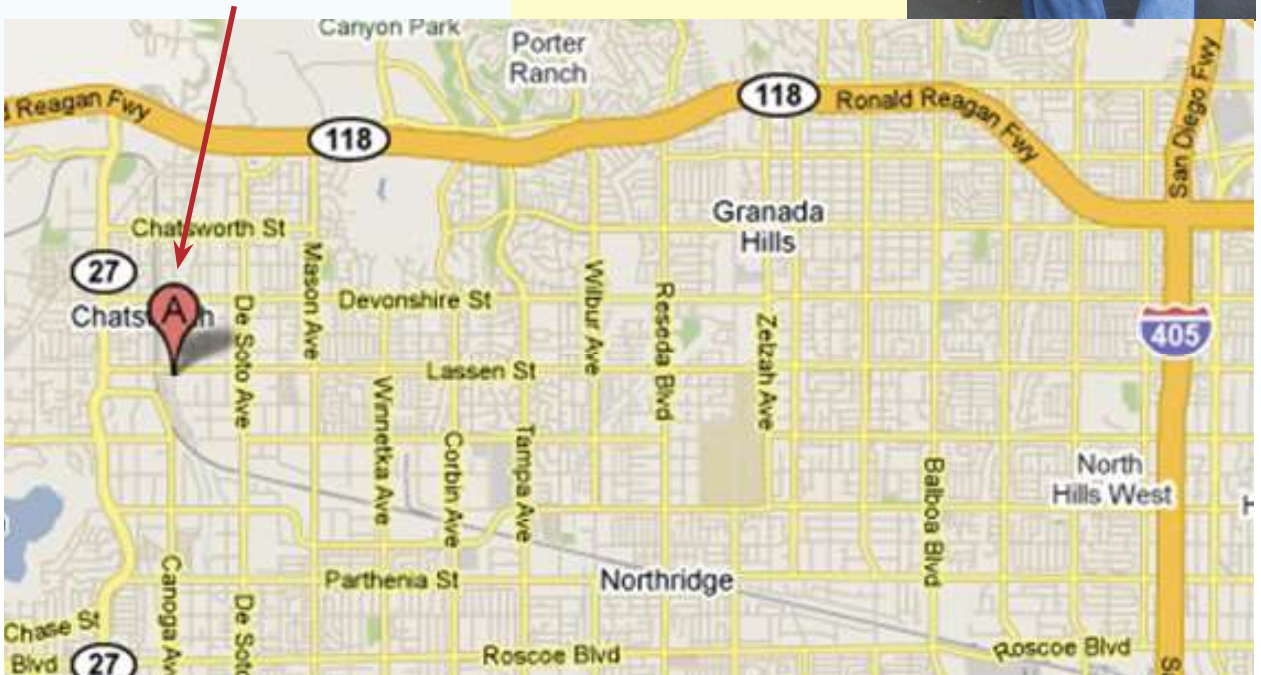 Canyon Park
Porter
Ranch
d Reagan Fwy
118
118
Ronald Reagan Fwy
San Diego Fwy
Chatsworth St
Granada
Hills
27
Mason Ave
Devonshire St
Wilbur Ave
Reseda Blvd
Zelzah Ave
A
De Soto Ave
405
Lassen St
Winnetka Ave
Corbin Ave
Tampa Ave
Balboa Blvd
North
Hills West
H
Canoga Av
Parthenia St
Northridge
De Soto
Chase St
Blvd
27
Roscoe Blvd
Roscoe Blvd